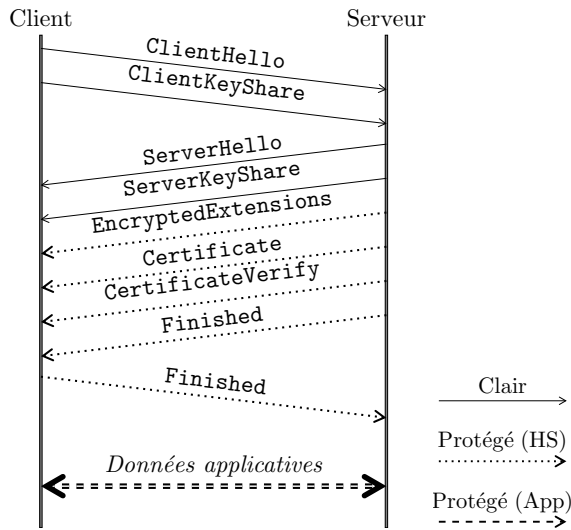 Client
Serveur
ClientHello
ClientKeyShare
ServerHello
ServerKeyShare
EncryptedExtensions
Certificate
CertificateVerify
Finished
Finished
Données applicatives
Clair
Protégé (HS)
Protégé (App)